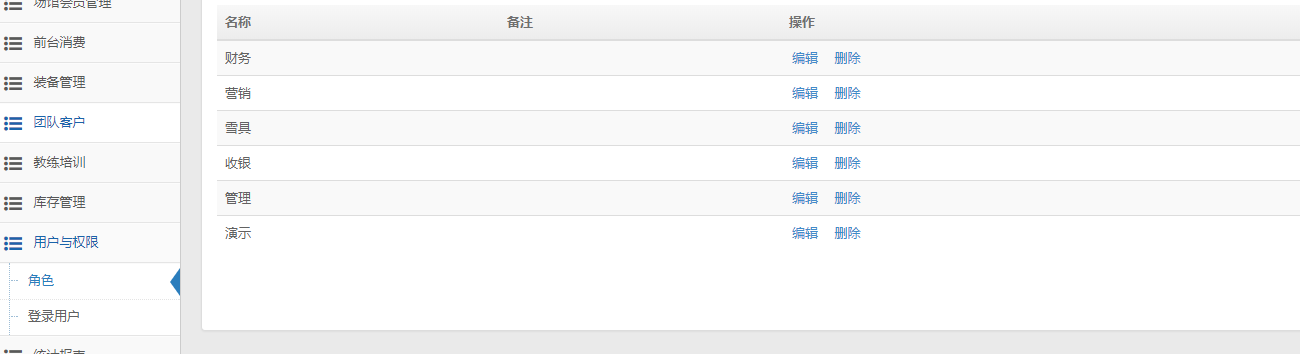 场馆会员管理
前台消费
装备管理
团队客户
教练培训
库存管理
用户与权限
角色
登录用户
统计报表
名称 备注 操作
财务 编辑 删除
营销 编辑 删除
雪具 编辑 删除
收银 编辑 删除
管理 编辑 删除
演示 编辑 删除